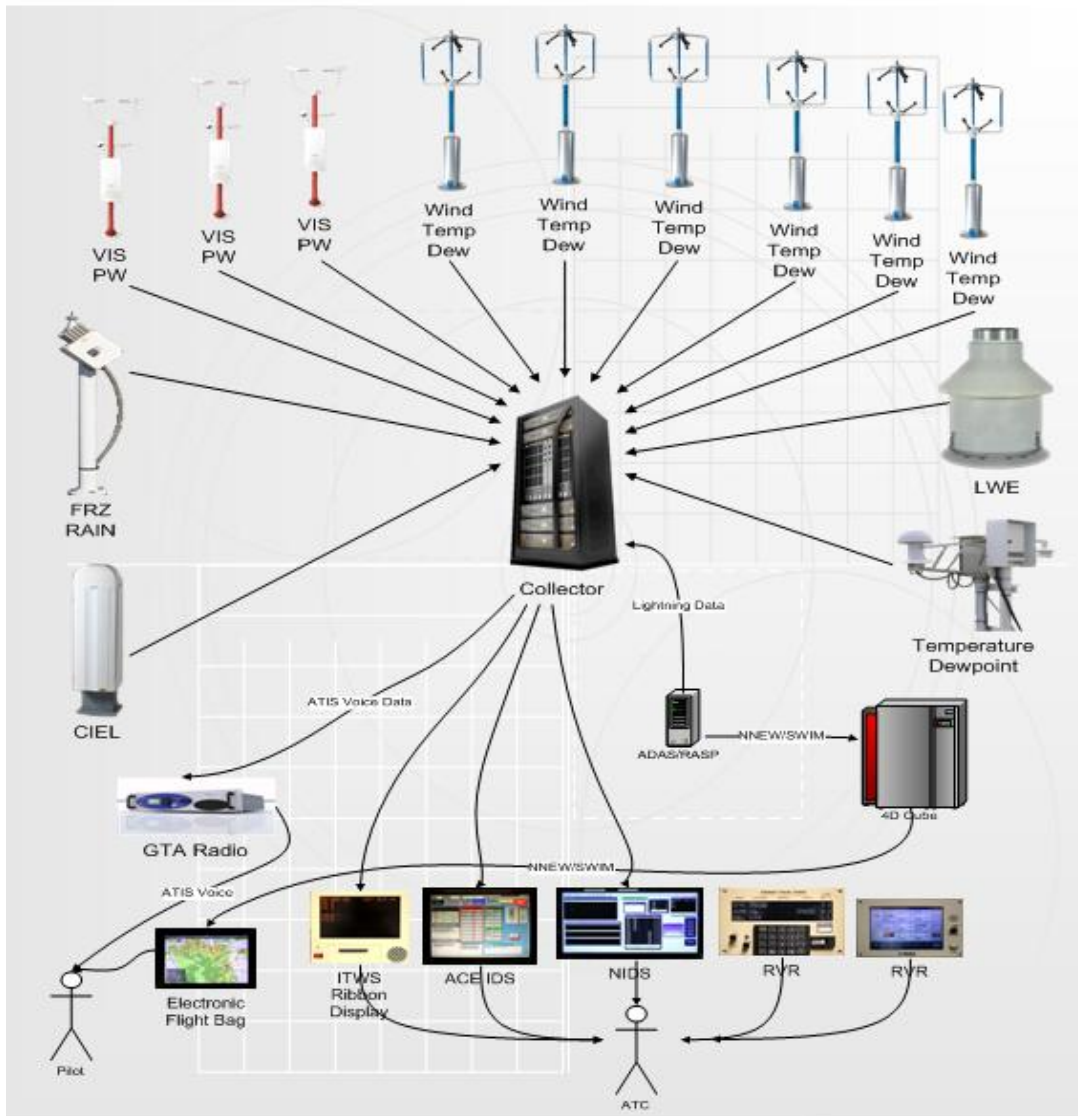 VIS
PW
VIS
PW
VIS
PW
Wind
Temp
Dew
Wind
Temp
Dew
Wind
Temp
Dew
Wind
Temp
Dew
Wind
Temp
Dew
Wind
Temp
Dew
FRZ
RAIN
LWE
CIEL
Collector
Temperature
Dewpoint
Lightning Data
ATIS Voice Data
ADAS/RASP
NNEW/SWIM
4D Cube
GTA Radio
NNEW/SWIM
ATIS Voice
Electronic
Flight Bag
ITWS
Ribbon
Display
ACE IDS
NIDS
RVR
RVR
Pilot
ATC